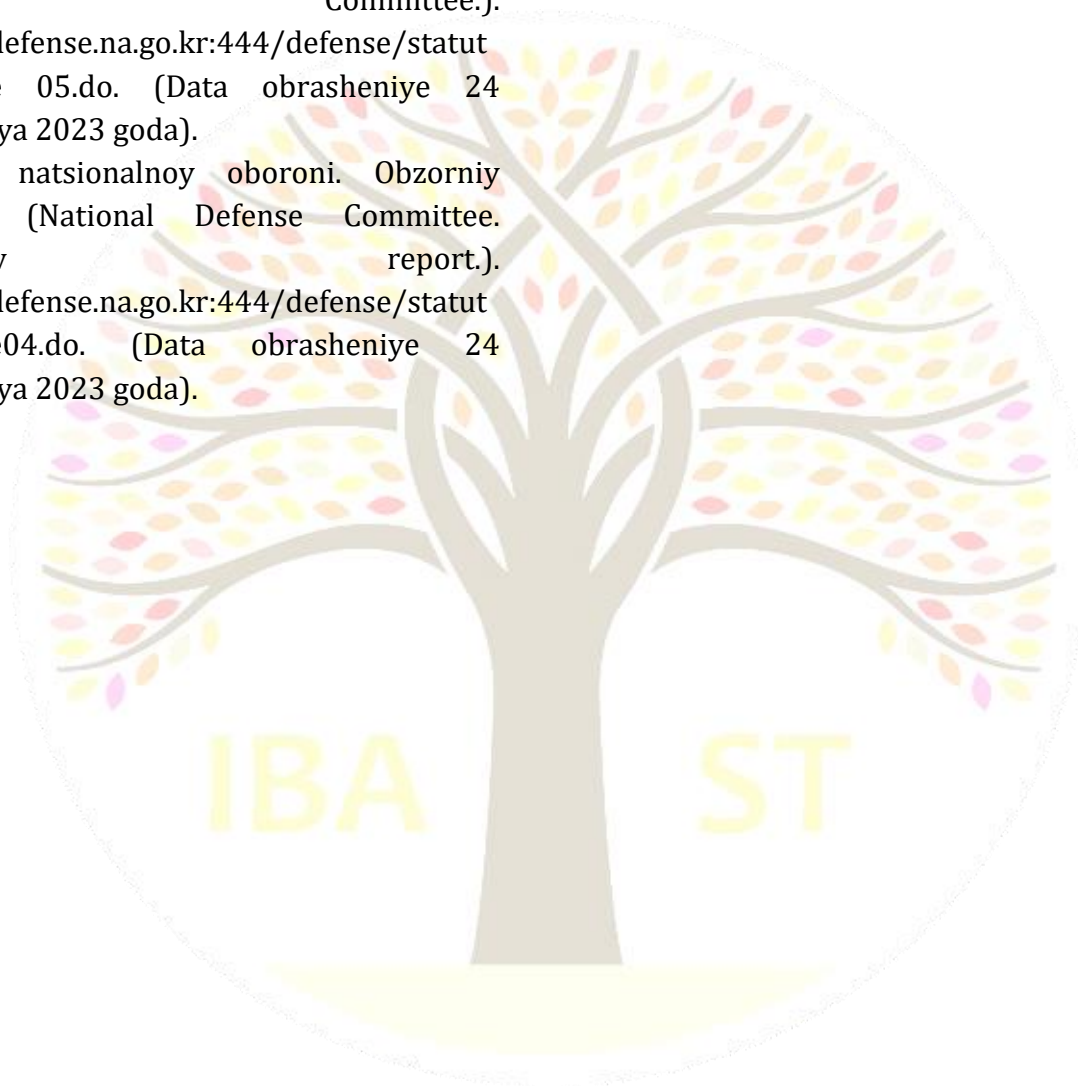 Committee.).
defense.na.go.kr:444/defense/statut
05.do. (Data obrasheniye 24
ya 2023 goda).
natsionalnoy oboroni. Obzorniy
(National Defense Committee.
y report.).
defense.na.go.kr:444/defense/statut
e04.do. (Data obrasheniye 24
ya 2023 goda).
IBA ST